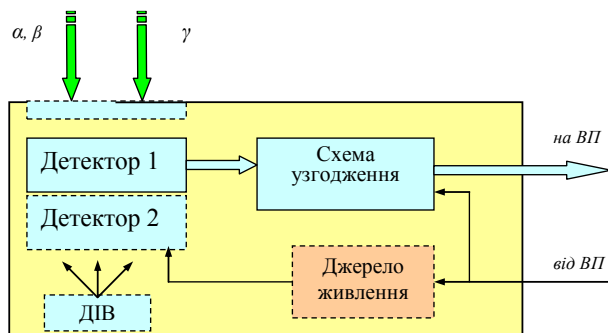 α, β
γ
Детектор 1
Схема
узгодження
на ВП
Детектор 2
Джерело
живлення
від ВП
ДІВ